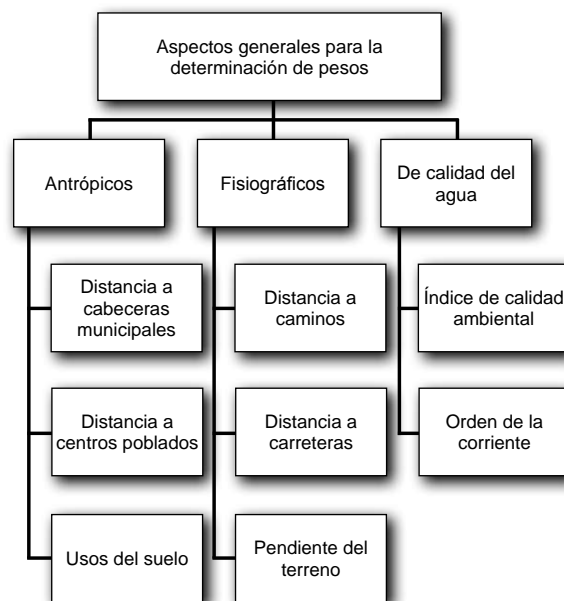 Aspectos generales para la
determinación de pesos
Antrópicos
Fisiográficos
De calidad del
agua
Distancia a
cabeceras
municipales
Distancia a
caminos
Índice de calidad
ambiental
Distancia a
centros poblados
Distancia a
carreteras
Orden de la
corriente
Usos del suelo
Pendiente del
terreno